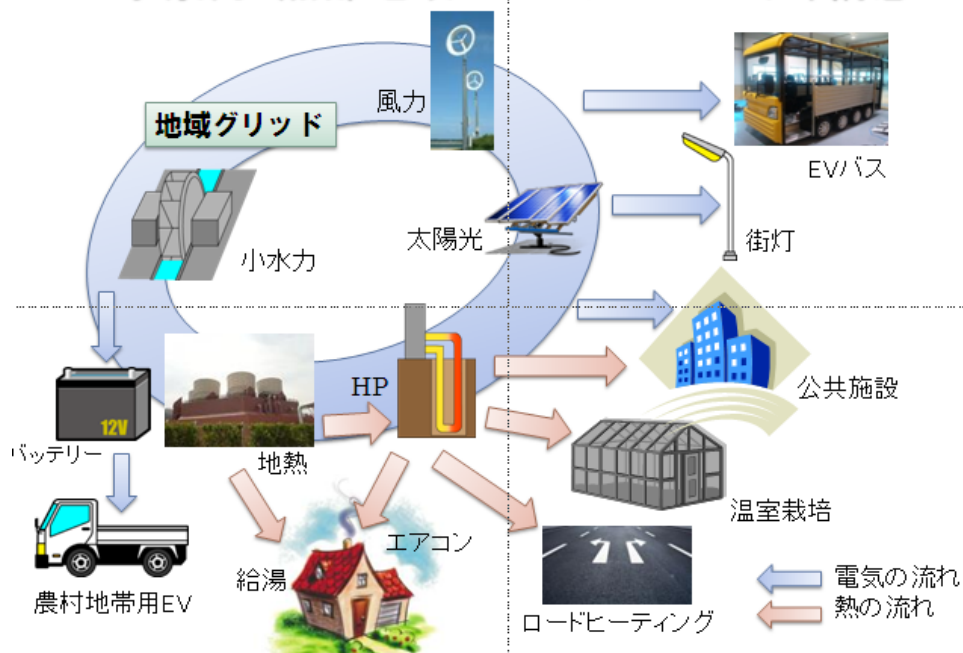 風力
地域グリッド
EVバス
小水力
太陽光
街灯
HP
公共施設
12V
バッテリー
地熱
温室栽培
エアコン
給湯
農村地帯用EV
ロードヒーティング
電気の流れ
熱の流れ